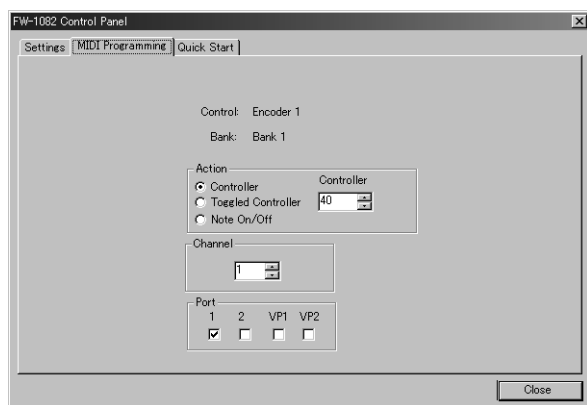 FW-1082 Control Panel
Settings MIDI Programming Quick Start
Control: Encoder 1
Bank: Bank 1
Action
Controller
Controller
40
Toggled Controller
Note On/Off
Channel
1
Port
1 2 VP1 VP2
Close